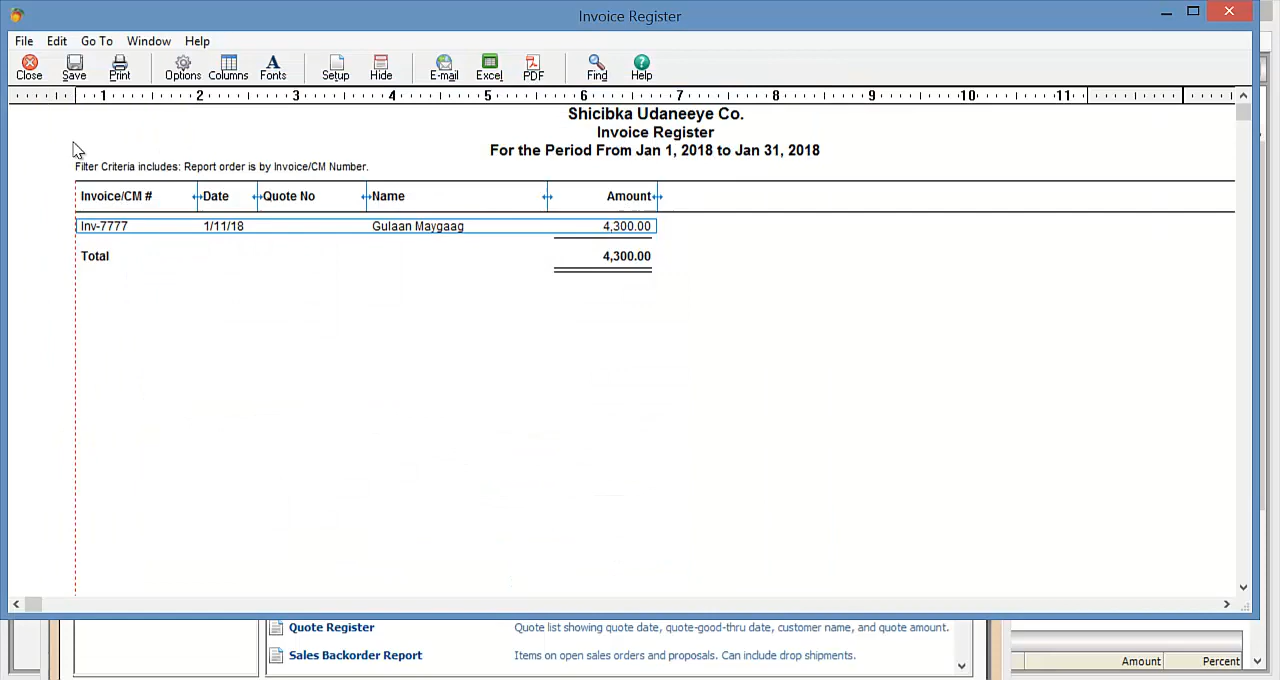 Invoice Register
File Edit Go To Window Help
Close Save Print Options Columns Fonts Setup Hide E-mail Excel PDF Find Help
1 2 3 4 5 6 7 8 9 10 11
Shicibka Udaneeye Co.
Invoice Register
For the Period From Jan 1, 2018 to Jan 31, 2018
Filter Criteria includes: Report order is by Invoice/CM Number.
Invoice/CM # Date Quote No Name Amount
Inv-7777 1/11/18 Gulaan Maygaag 4,300.00
Total 4,300.00
Quote Register Quote list showing quote date, quote-good-thru date, customer name, and quote amount.
Sales Backorder Report Items on open sales orders and proposals. Can include drop shipments.
Amount Percent